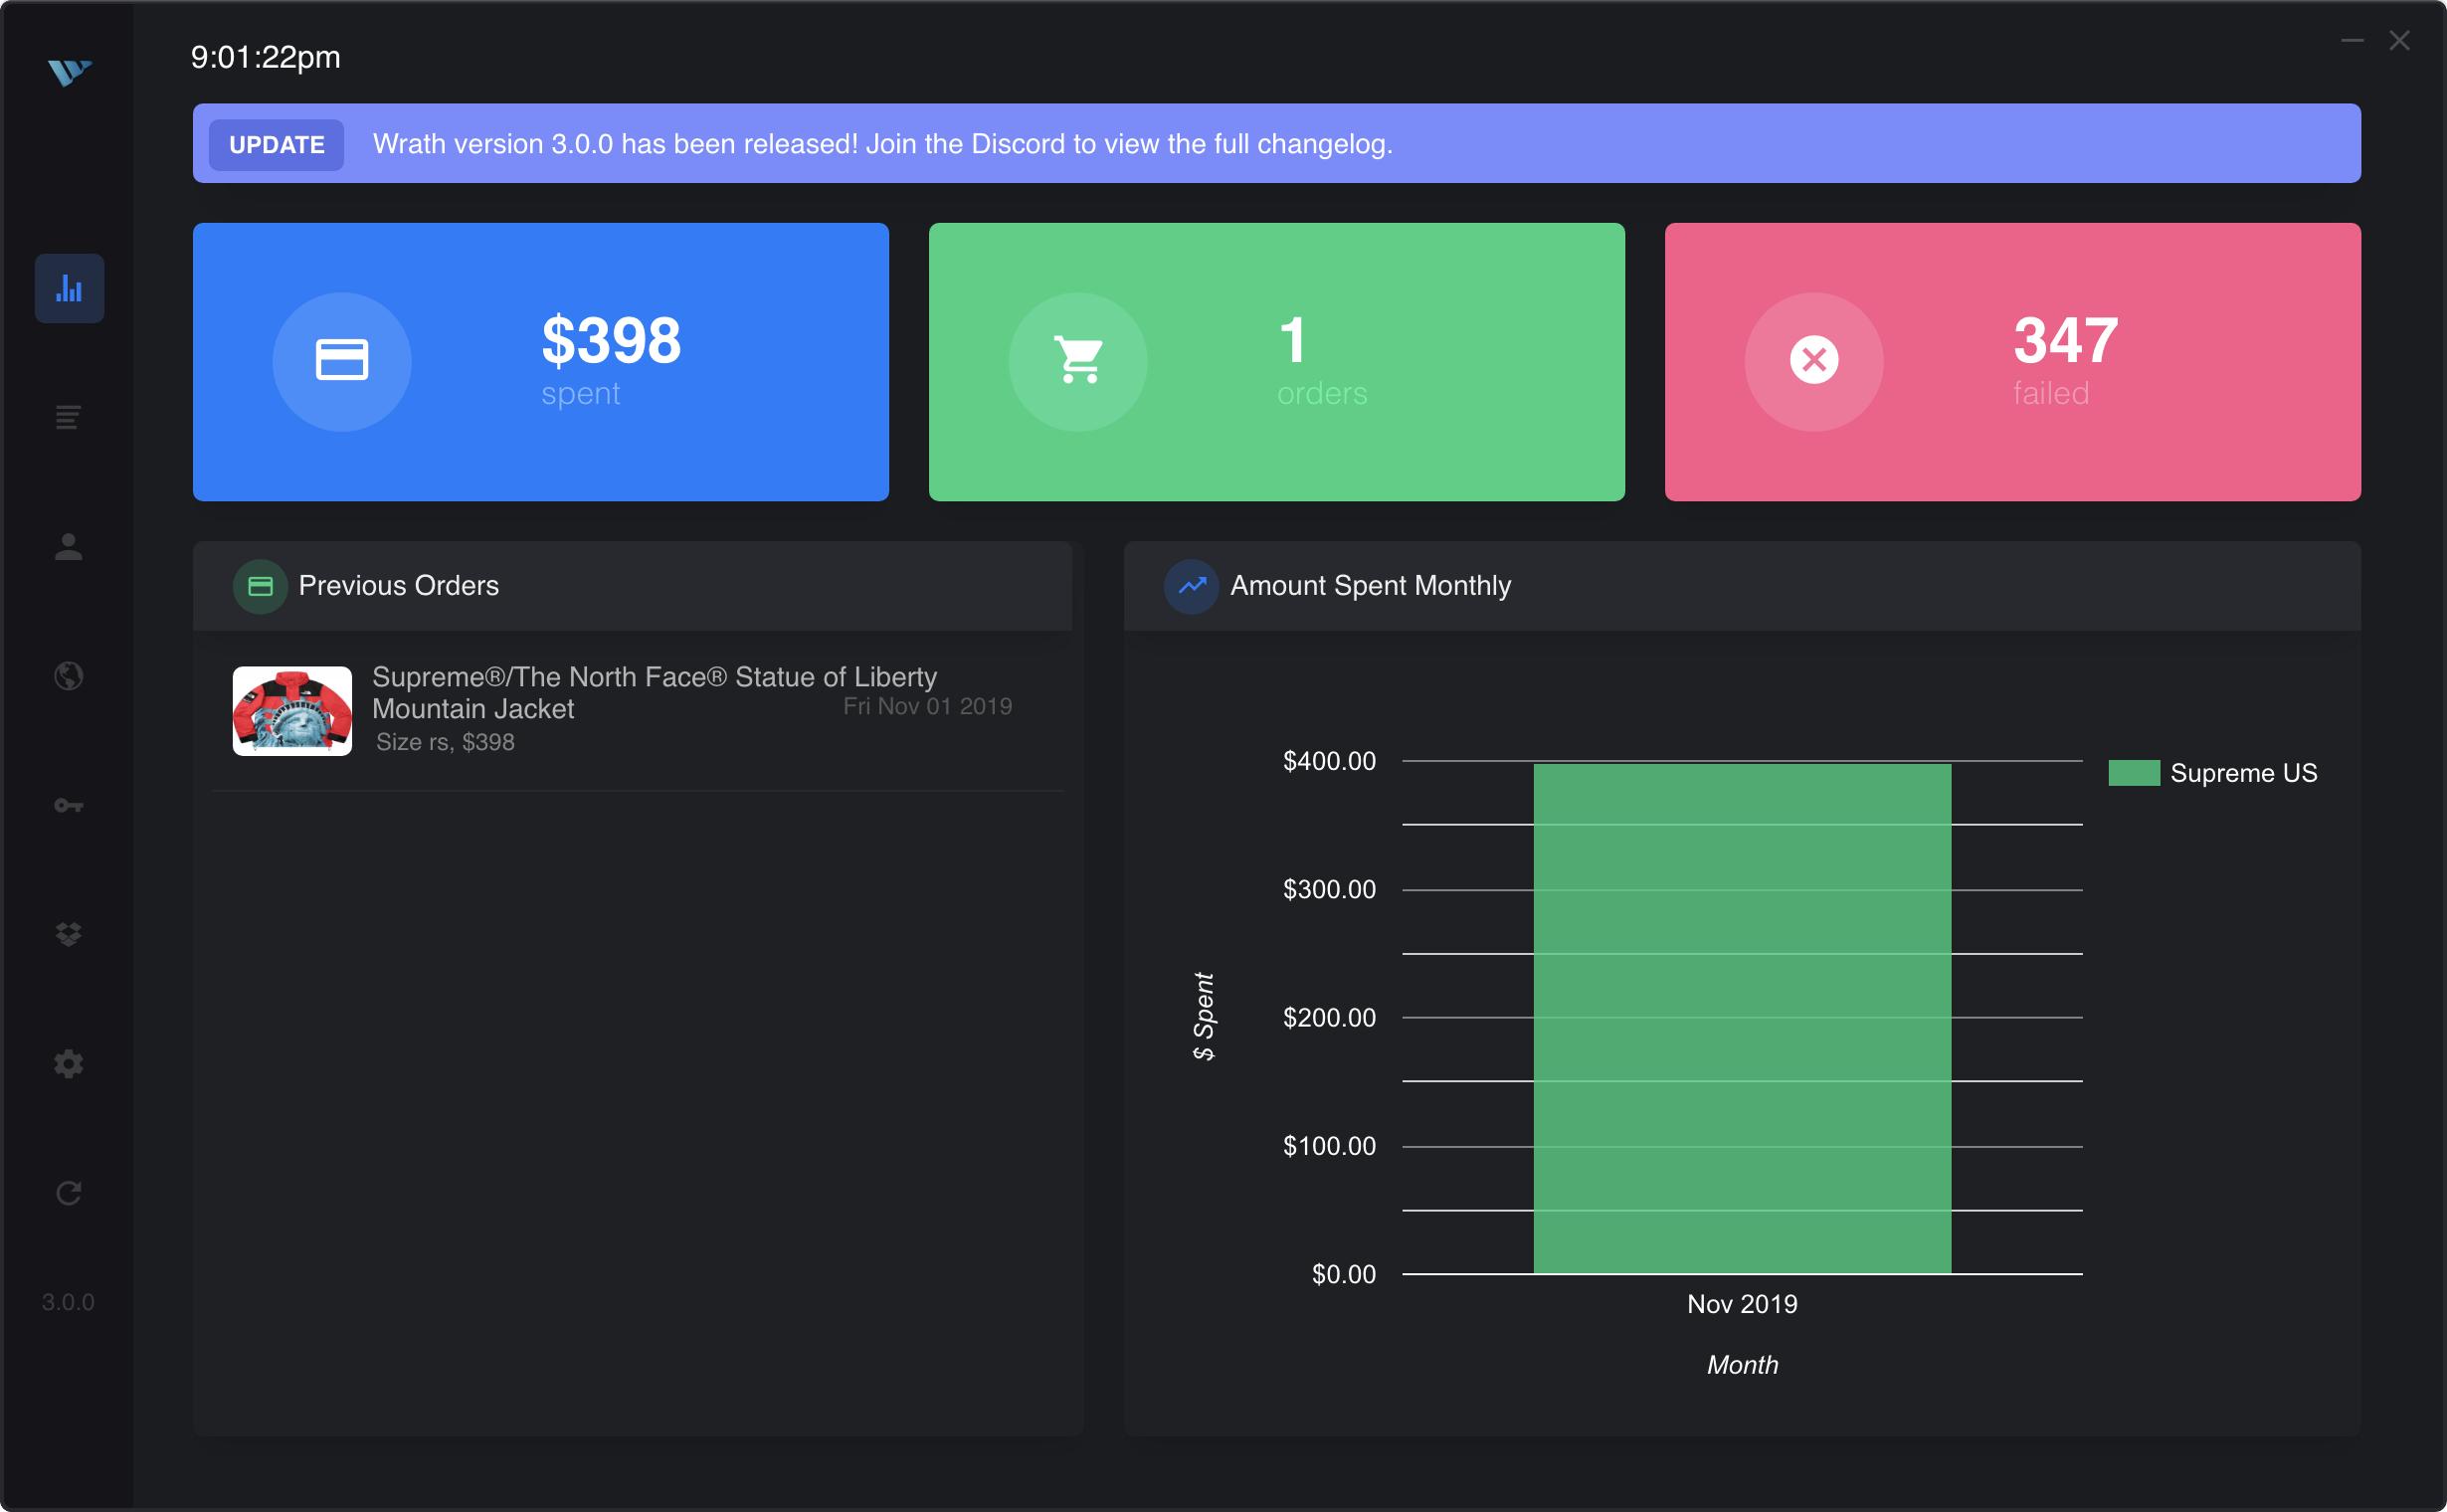 9:01:22pm
UPDATE
Wrath version 3.0.0 has been released! Join the Discord to view the full changelog.
$398
spent
1
orders
347
failed
Previous Orders
Supreme®/The North Face® Statue of Liberty
Mountain Jacket
Fri Nov 01 2019
Size rs, $398
Amount Spent Monthly
$400.00
$300.00
$200.00
$100.00
$0.00
$ Spent
Nov 2019
Month
Supreme US
3.0.0